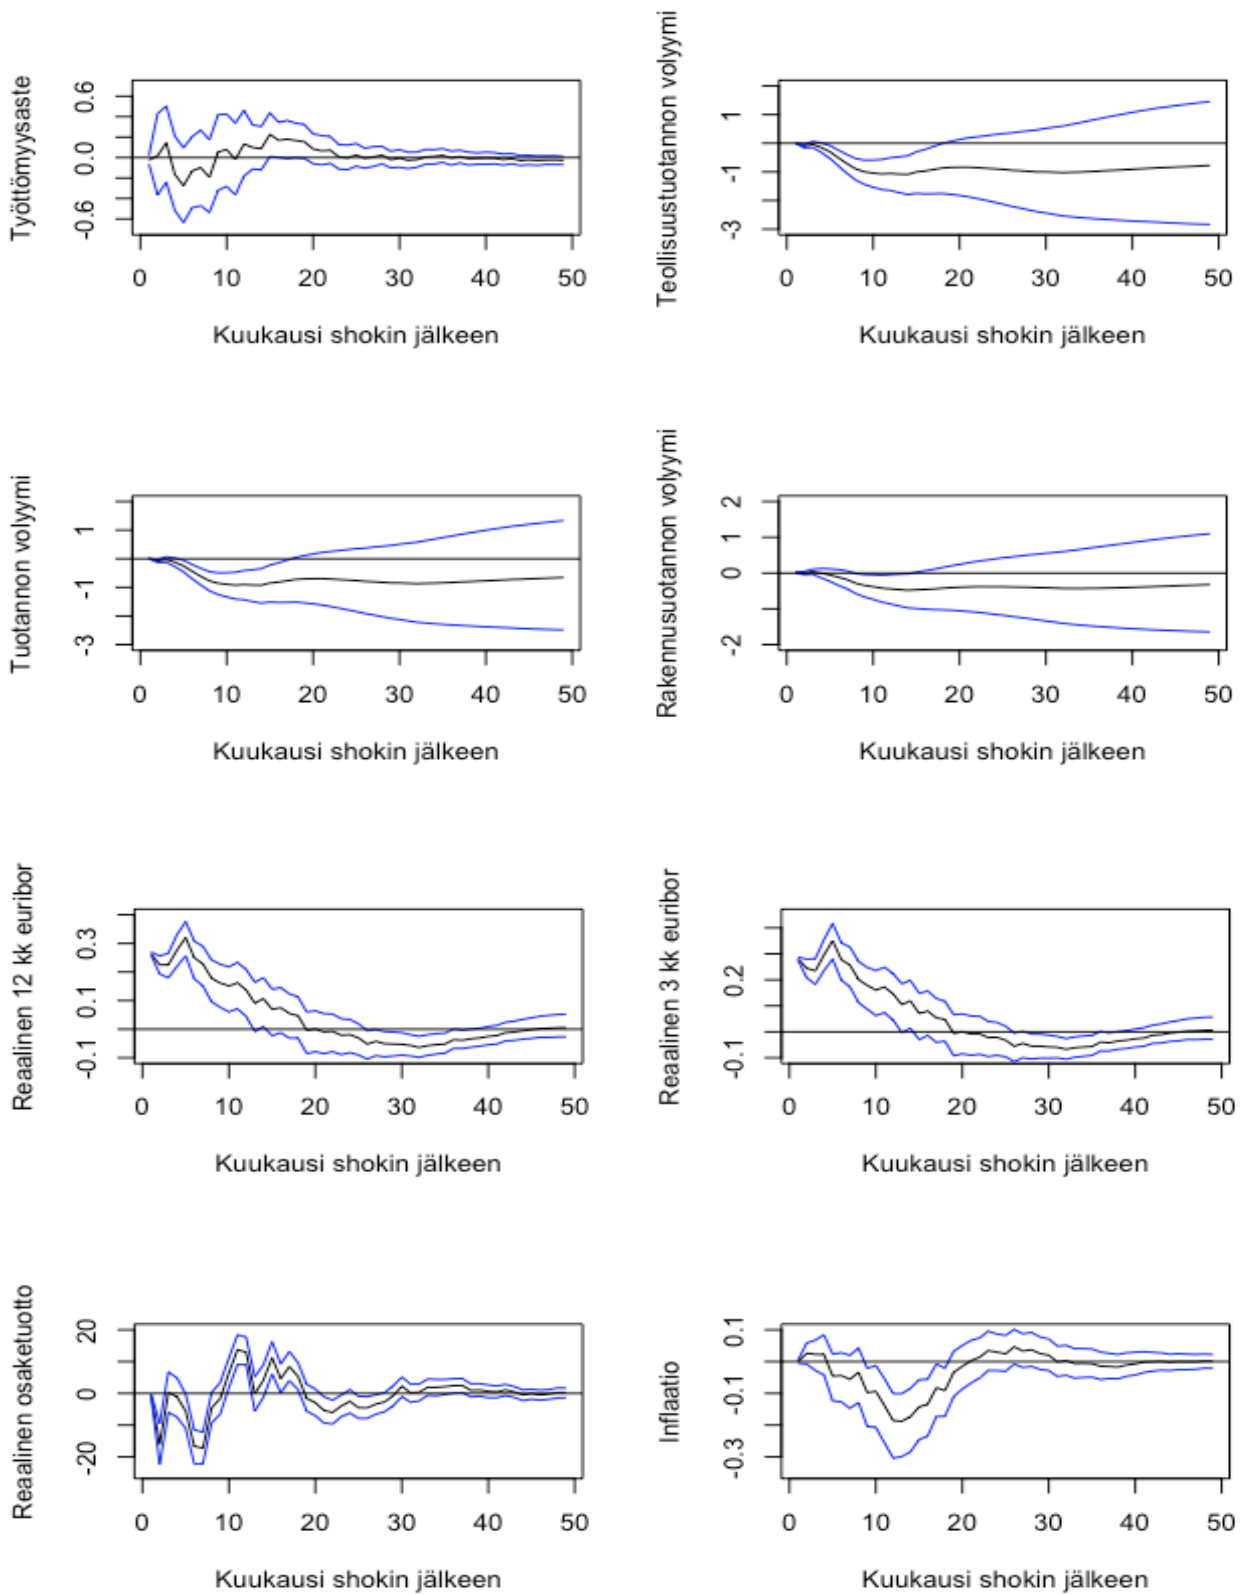 Työttömyysaste
0.6
0.0
-0.6
0 10 20 30 40 50
Kuukausi shokin jälkeen
Teollisuustuotannon volyymi
1
-1
-3
0 10 20 30 40 50
Kuukausi shokin jälkeen
Tuotannon volyymi
1
-1
-3
0 10 20 30 40 50
Kuukausi shokin jälkeen
Rakennusuotannon volyymi
2
1
0
-2
0 10 20 30 40 50
Kuukausi shokin jälkeen
Reaalinen 12 kk euribor
0.3
0.1
-0.1
0 10 20 30 40 50
Kuukausi shokin jälkeen
Reaalinen 3 kk euribor
0.2
-0.1
0 10 20 30 40 50
Kuukausi shokin jälkeen
Reaalinen osaketuotto
20
0
-20
0 10 20 30 40 50
Kuukausi shokin jälkeen
Inflaatio
0.1
-0.1
-0.3
0 10 20 30 40 50
Kuukausi shokin jälkeen